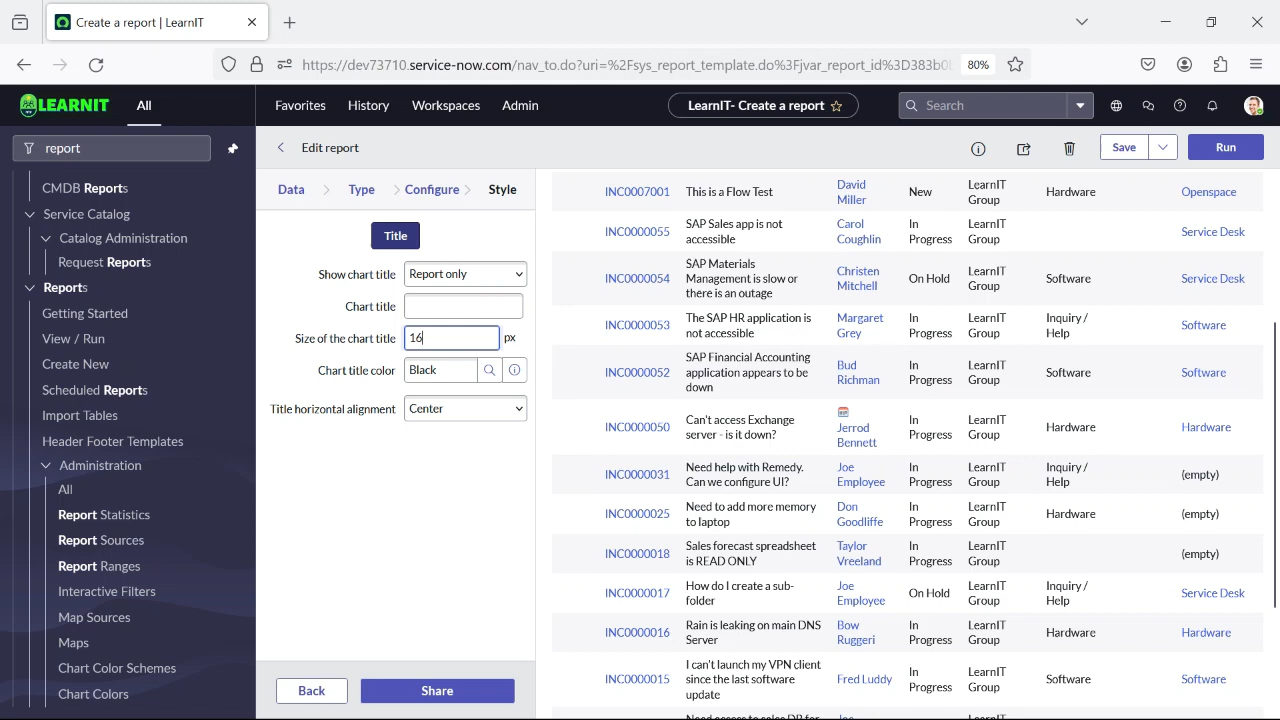 Create a report | LearnIT
https://dev73710.service-now.com/nav_to.do?uri=%2Fsys_report_template.do%3Fjvar_report_id%3D383b0b
80%
LEARNIT
All
Favorites
History
Workspaces
Admin
LearnIT- Create a report
Search
report
Edit report
Save
Run
CMDB Reports
Service Catalog
Catalog Administration
Request Reports
Reports
Getting Started
View / Run
Create New
Scheduled Reports
Import Tables
Header Footer Templates
Administration
All
Report Statistics
Report Sources
Report Ranges
Interactive Filters
Map Sources
Maps
Chart Color Schemes
Chart Colors
Data
Type
Configure
Style
Title
Show chart title
Report only
Chart title
Size of the chart title
16
px
Chart title color
Black
Title horizontal alignment
Center
Back
Share
INC0007001 This is a Flow Test David Miller New LearnIT Group Hardware Openspace
INC0000055 SAP Sales app is not accessible Carol Coughlin In Progress LearnIT Group Service Desk
INC0000054 SAP Materials Management is slow or there is an outage Christen Mitchell On Hold LearnIT Group Software Service Desk
INC0000053 The SAP HR application is not accessible Margaret Grey In Progress LearnIT Group Inquiry / Help Software
INC0000052 SAP Financial Accounting application appears to be down Bud Richman In Progress LearnIT Group Software Software
INC0000050 Can't access Exchange server - is it down? Jerrod Bennett In Progress LearnIT Group Hardware Hardware
INC0000031 Need help with Remedy. Can we configure UI? Joe Employee In Progress LearnIT Group Inquiry / Help (empty)
INC0000025 Need to add more memory to laptop Don Goodliffe In Progress LearnIT Group Hardware (empty)
INC0000018 Sales forecast spreadsheet is READ ONLY Taylor Vreeland In Progress LearnIT Group (empty)
INC0000017 How do I create a sub-folder Joe Employee On Hold LearnIT Group Inquiry / Help Service Desk
INC0000016 Rain is leaking on main DNS Server Bow Ruggeri In Progress LearnIT Group Hardware Hardware
INC0000015 I can't launch my VPN client since the last software update Fred Luddy In Progress LearnIT Group Software Software